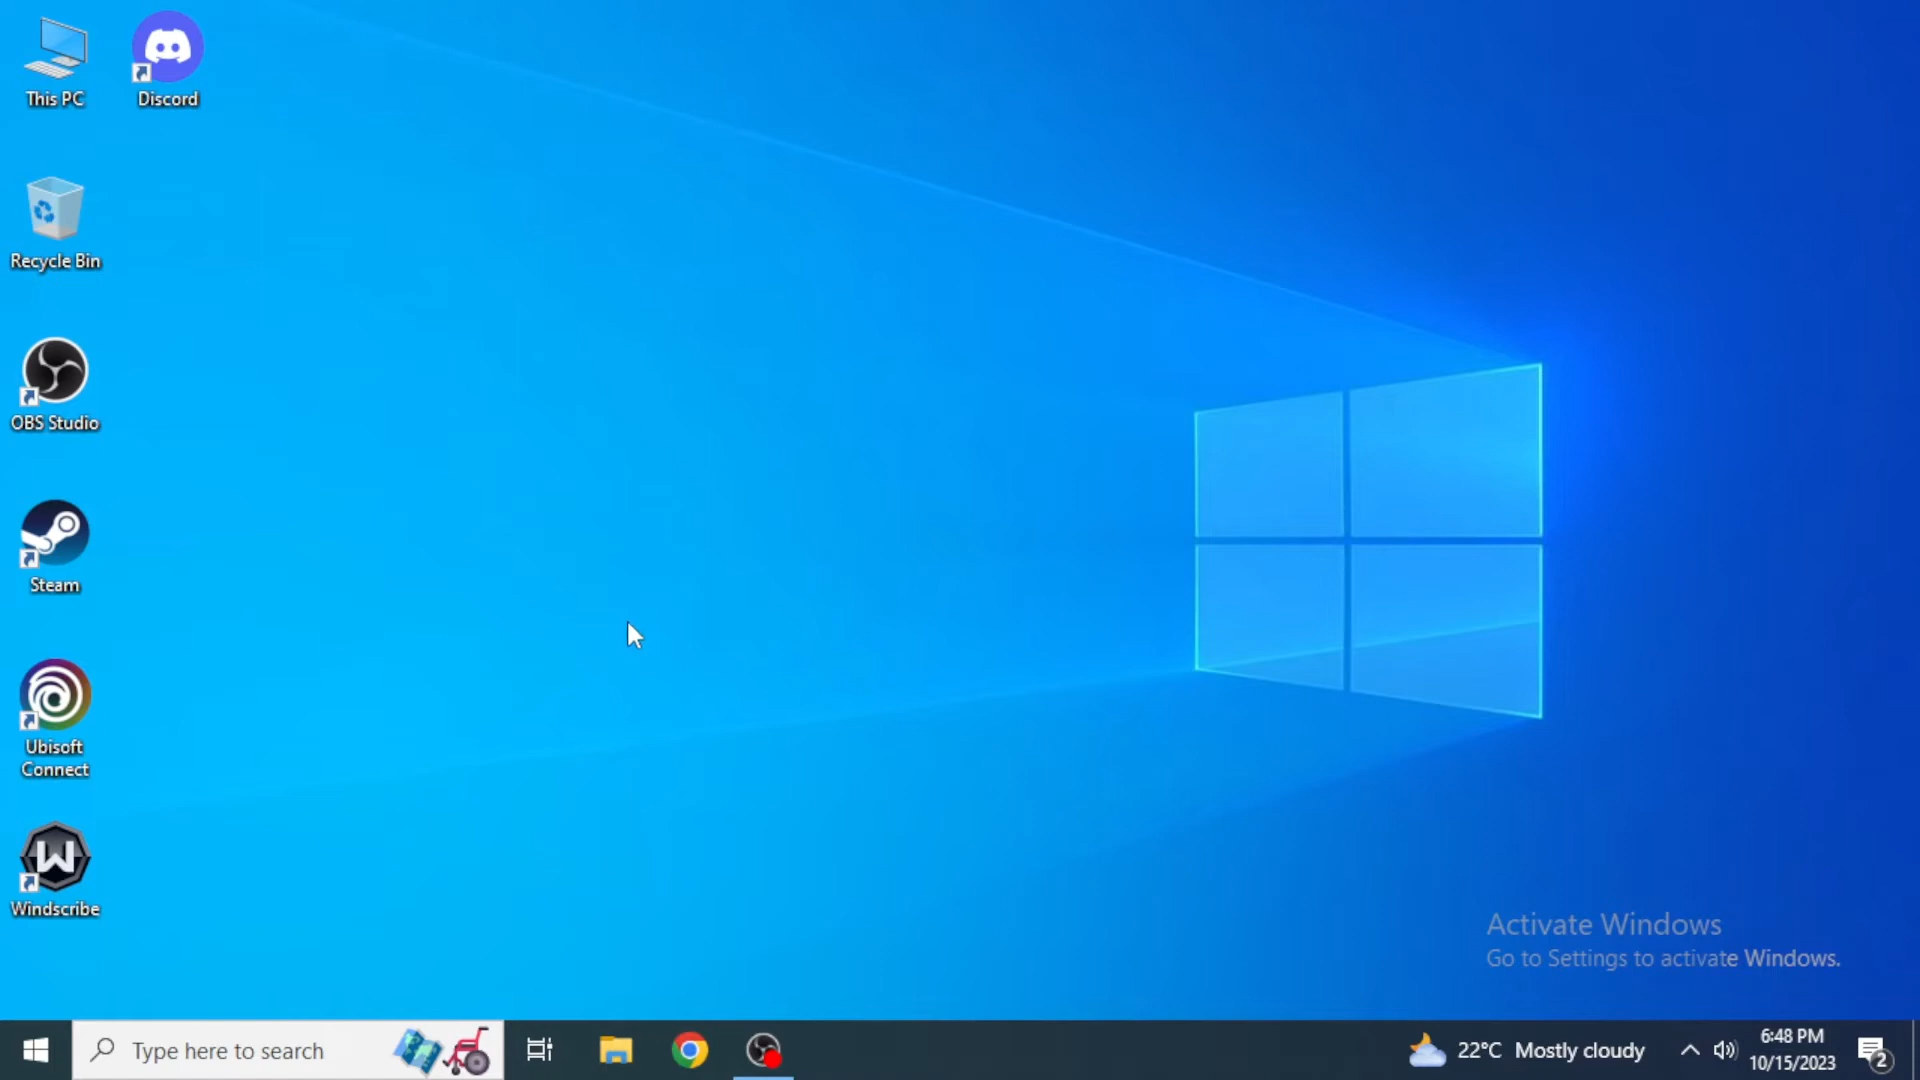 This PC
Discord
Recycle Bin
OBS Studio
Steam
Ubisoft
Connect
Windscribe
Activate Windows
Go to Settings to activate Windows.
Type here to search
22°C Mostly cloudy
6:48 PM
10/15/2023
2